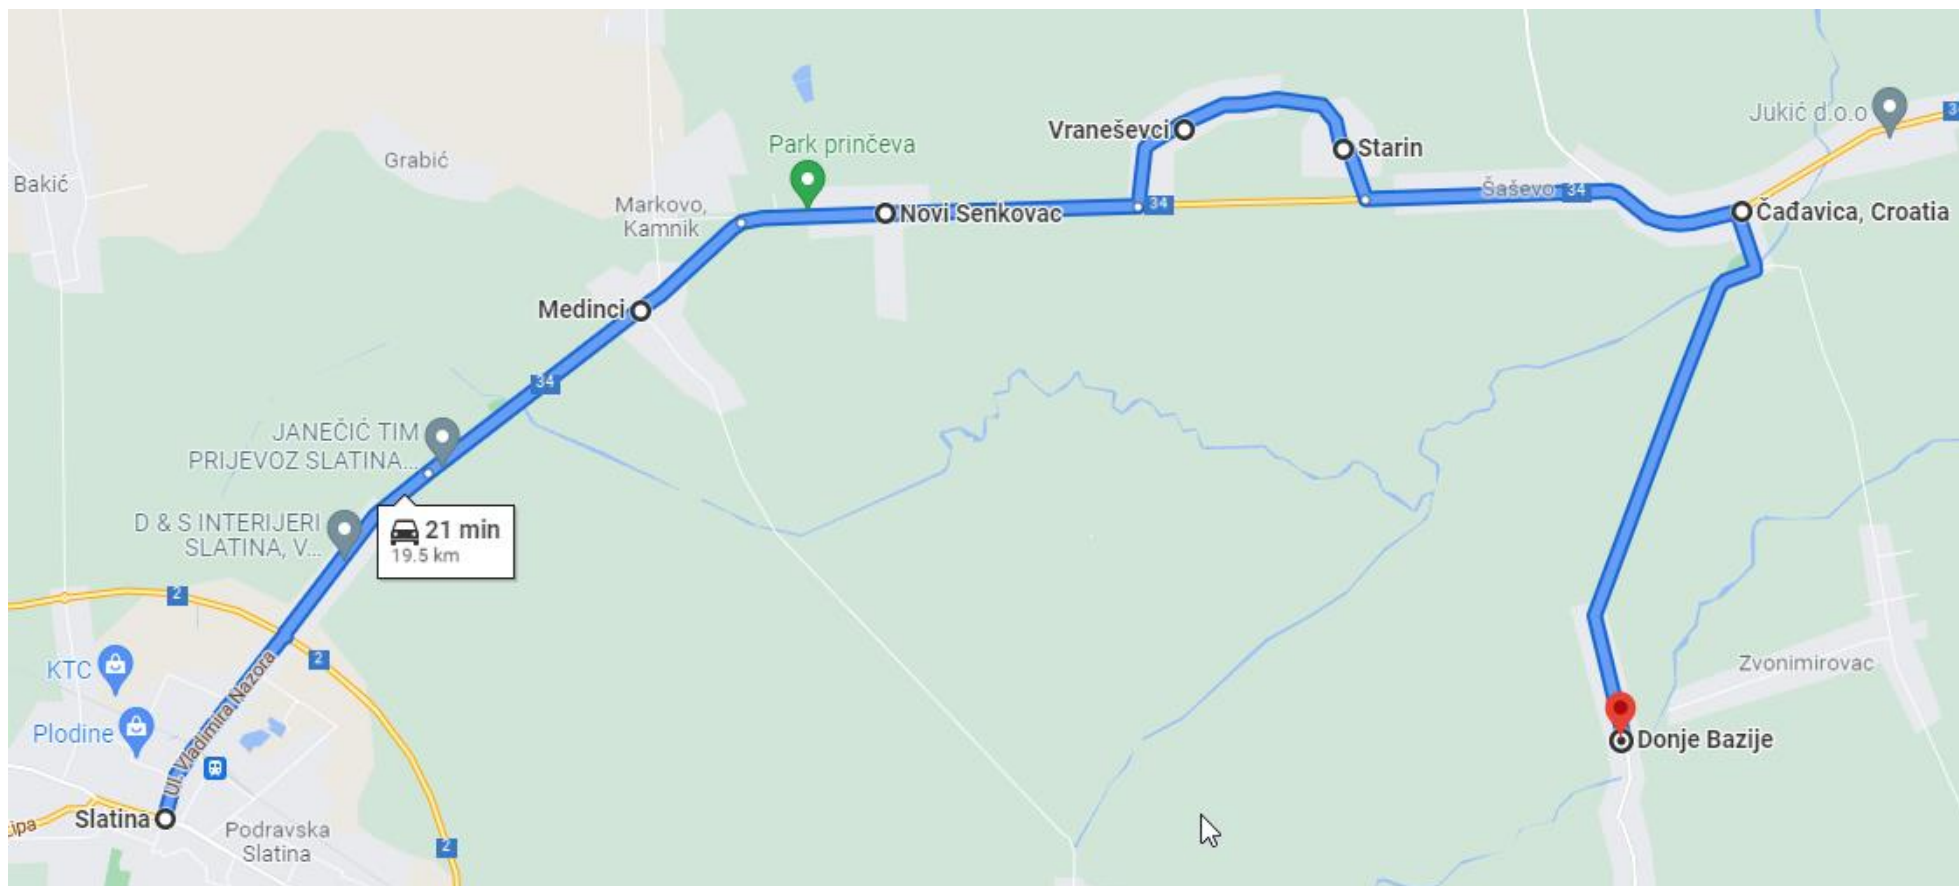 Jukić d.o.o
3
Vraneševci
Starin
Park prinčeva
Grabić
Bakić
Šaševo 34
Markovo,
Kamnik
34
Novi Senkovac
Čađavica, Croatia
Medinci
34
JANEČIĆ TIM
PRIJEVOZ SLATINA...
D & S INTERIJERI
SLATINA, V...
21 min
19.5 km
2
2
KTC
Ul. Vladimira Nazora
Zvonimirovac
Plodine
Donje Bazije
Slatina
ipa
Podravska
Slatina
2